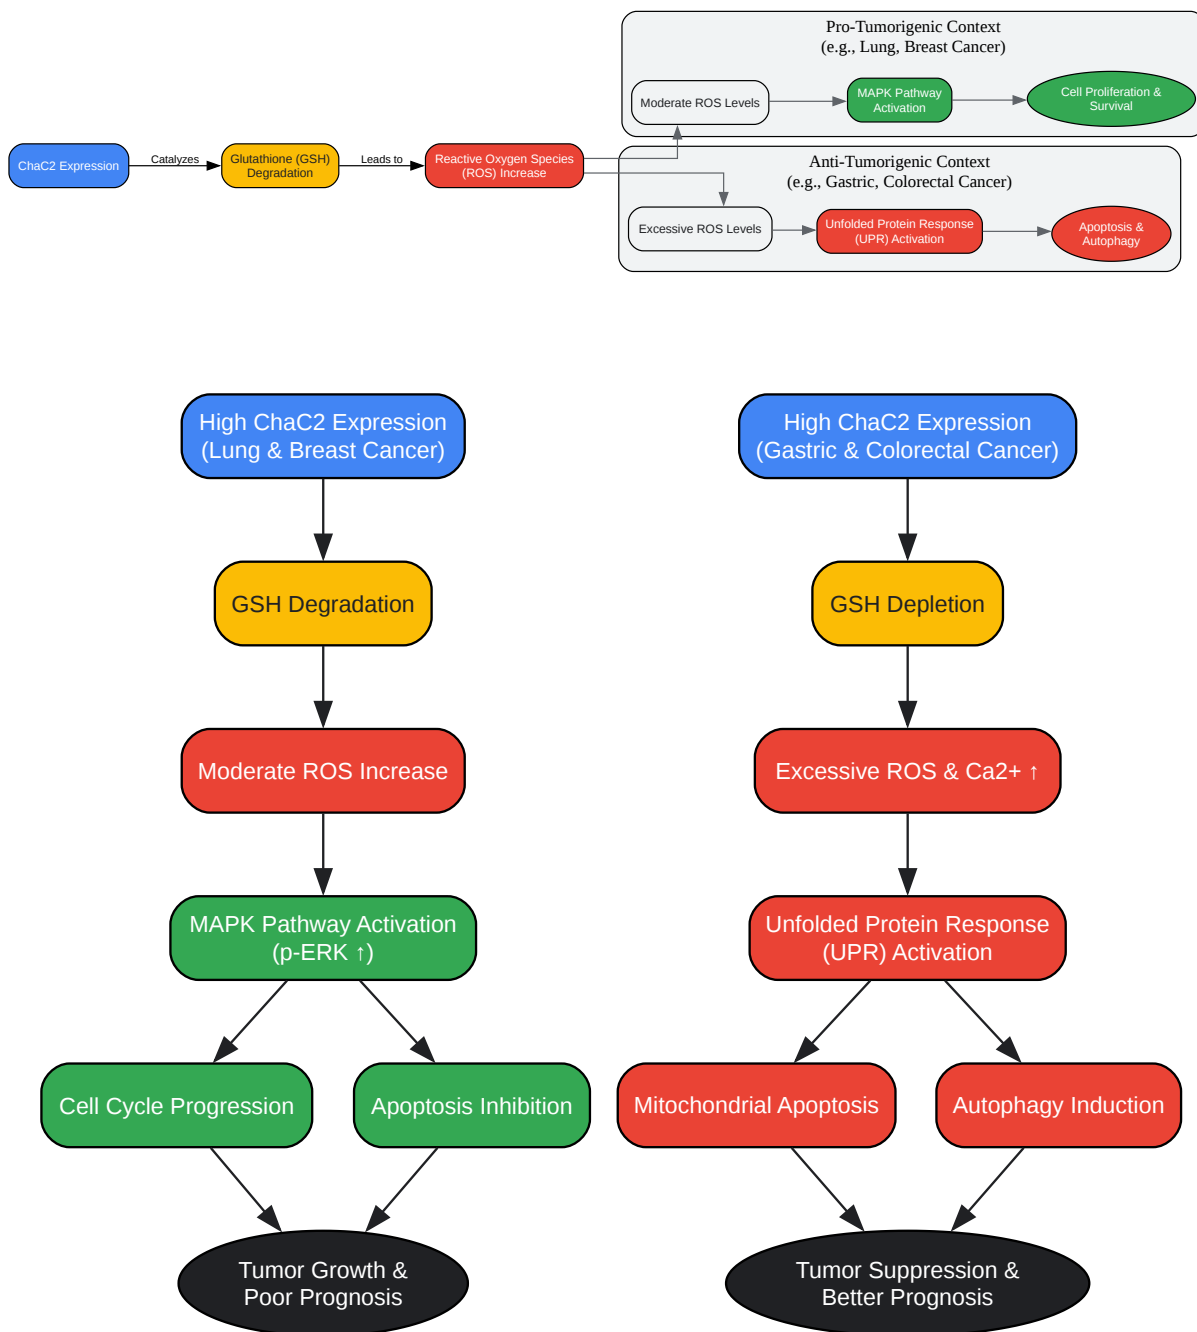 Pro-Tumorigenic Context
(e.g., Lung, Breast Cancer)
Moderate ROS Levels
MAPK Pathway
Activation
Cell Proliferation &
Survival
ChaC2 Expression
Catalyzes
Glutathione (GSH)
Degradation
Leads to
Reactive Oxygen Species
(ROS) Increase
Anti-Tumorigenic Context
(e.g., Gastric, Colorectal Cancer)
Excessive ROS Levels
Unfolded Protein Response
(UPR) Activation
Apoptosis &
Autophagy
High ChaC2 Expression
(Lung & Breast Cancer)
GSH Degradation
Moderate ROS Increase
MAPK Pathway Activation
(p-ERK ↑)
Cell Cycle Progression
Apoptosis Inhibition
Tumor Growth &
Poor Prognosis
High ChaC2 Expression
(Gastric & Colorectal Cancer)
GSH Depletion
Excessive ROS & Ca2+ ↑
Unfolded Protein Response
(UPR) Activation
Mitochondrial Apoptosis
Autophagy Induction
Tumor Suppression &
Better Prognosis